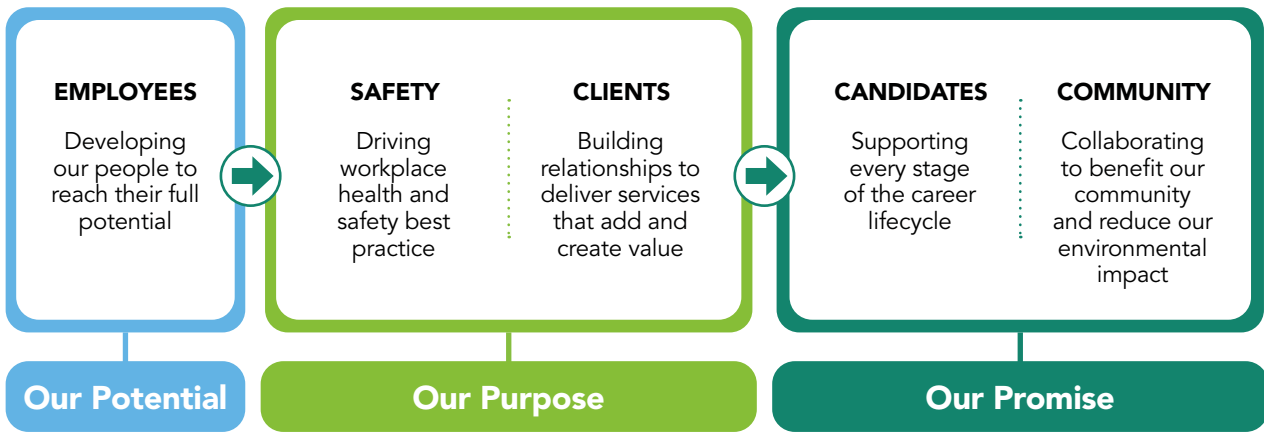 EMPLOYEES
Developing
our people to
reach their full
potential
SAFETY
Driving
workplace
health and
safety best
practice
CLIENTS
Building
relationships to
deliver services
that add and
create value
CANDIDATES
Supporting
every stage
of the career
lifecycle
COMMUNITY
Collaborating
to benefit our
community
and reduce our
environmental
impact
Our Potential
Our Purpose
Our Promise